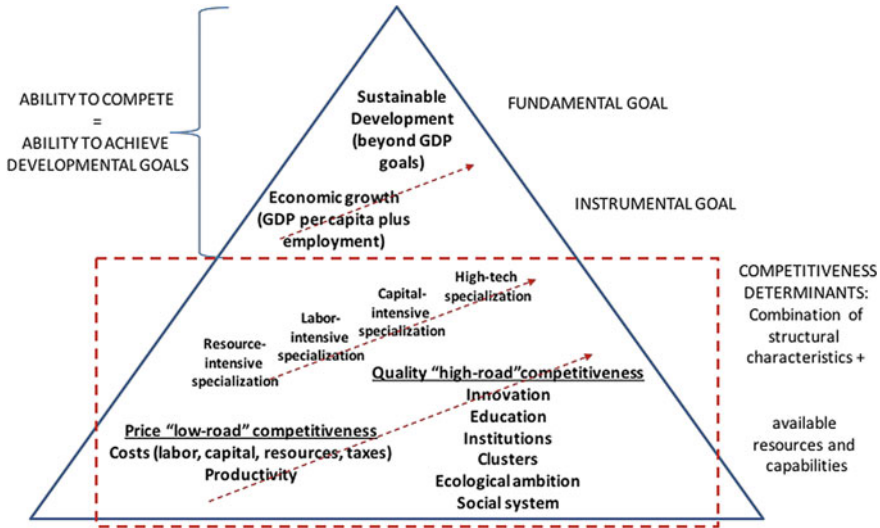 ABILITY TO COMPETE
=
ABILITY TO ACHIEVE
DEVELOPMENTAL GOALS
Sustainable
Development
(beyond GDP
goals)
FUNDAMENTAL GOAL
Economic growth
(GDP per capita plus
employment)
INSTRUMENTAL GOAL
COMPETITIVENESS
DETERMINANTS:
Combination of
structural
characteristics +
available
resources and
capabilities
Resource-
intensive
specialization
Labor-
intensive
specialization
Capital-
intensive
specialization
High-tech
specialization
Price "low-road" competitiveness
Costs (labor, capital, resources, taxes)
Productivity
Quality "high-road"competitiveness
Innovation
Education
Institutions
Clusters
Ecological ambition
Social system